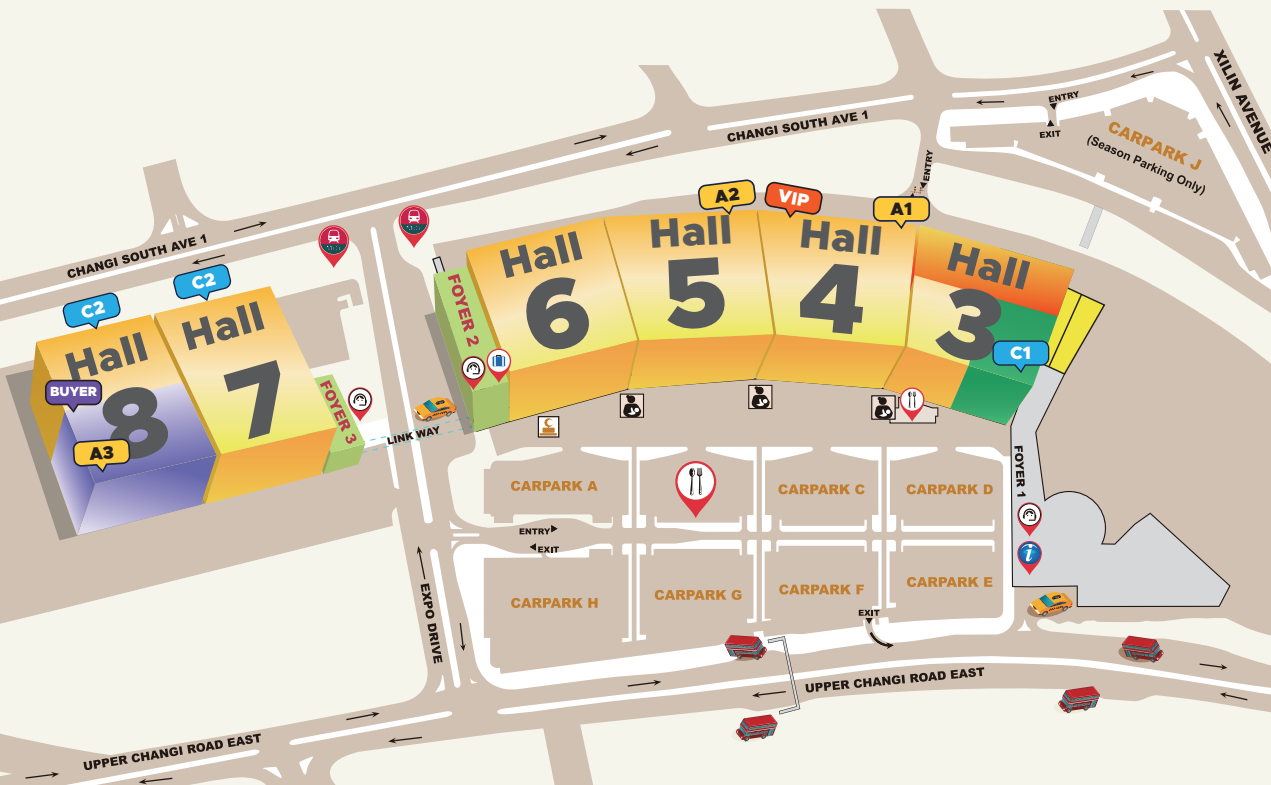 XILIN AVENUE
ENTRY
EXIT
CARPARK J
(Season Parking Only)
CHANGI SOUTH AVE 1
ENTRY
A2
VIP
A1
Hall
6
Hall
5
Hall
4
Hall
3
C1
CHANGI SOUTH AVE 1
C2
C2
Hall
8
Hall
7
BUYER
A3
FOYER 2
FOYER 3
LINK WAY
FOYER 1
i
CARPARK A
CARPARK C
CARPARK D
ENTRY
EXIT
CARPARK H
CARPARK G
CARPARK F
CARPARK E
EXIT
EXPO DRIVE
UPPER CHANGI ROAD EAST
UPPER CHANGI ROAD EAST